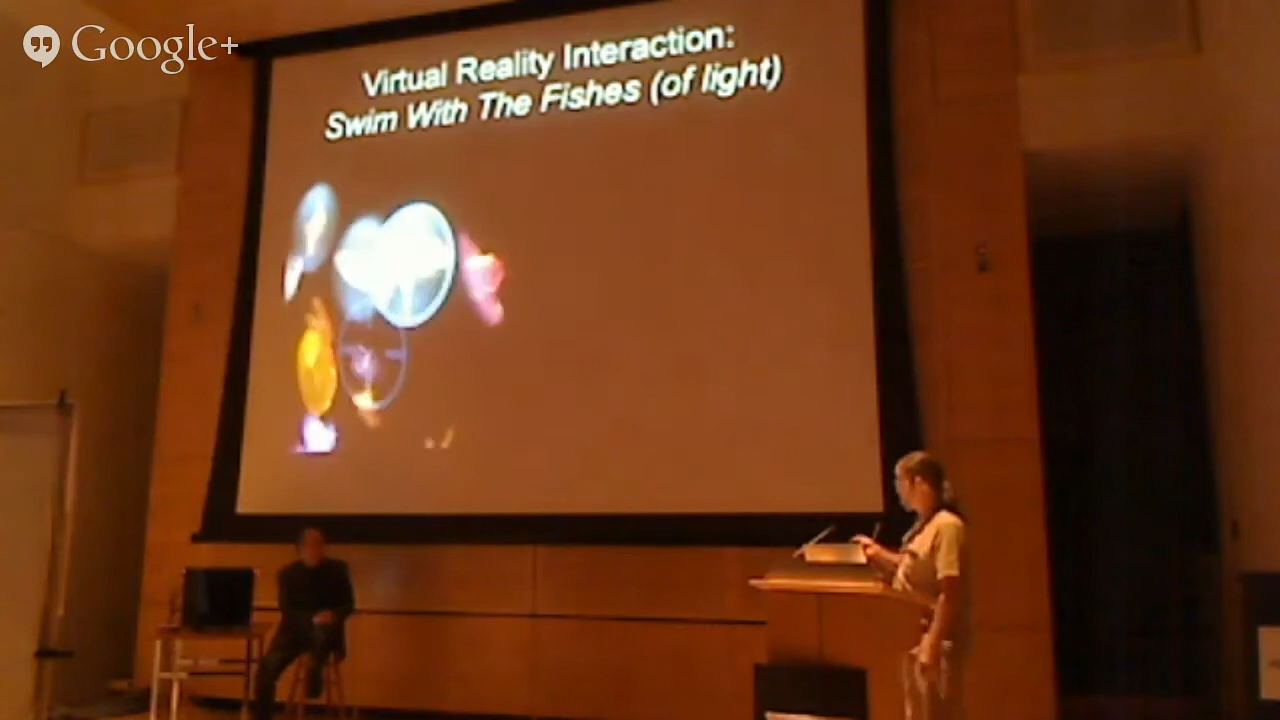 Google+
Virtual Reality Interaction:
Swim With The Fishes (of light)